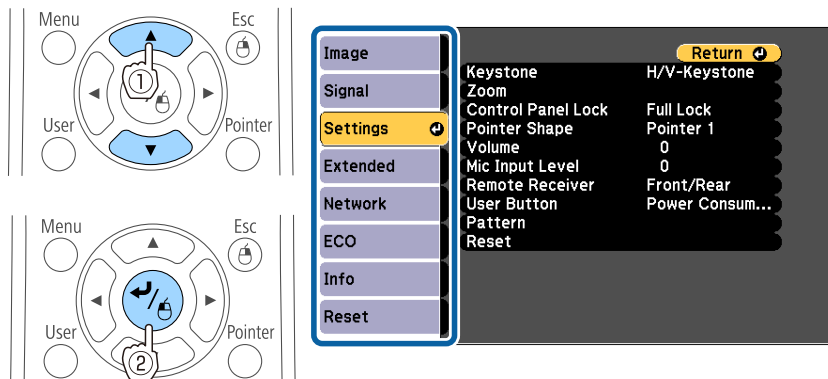 Menu
Esc
①
User
Pointer
Menu
Esc
User
Pointer
②
Image
Signal
Settings
Extended
Network
ECO
Info
Reset
Return
Keystone H/V-Keystone
Zoom
Control Panel Lock Full Lock
Pointer Shape Pointer 1
Volume 0
Mic Input Level 0
Remote Receiver Front/Rear
User Button Power Consum...
Pattern
Reset